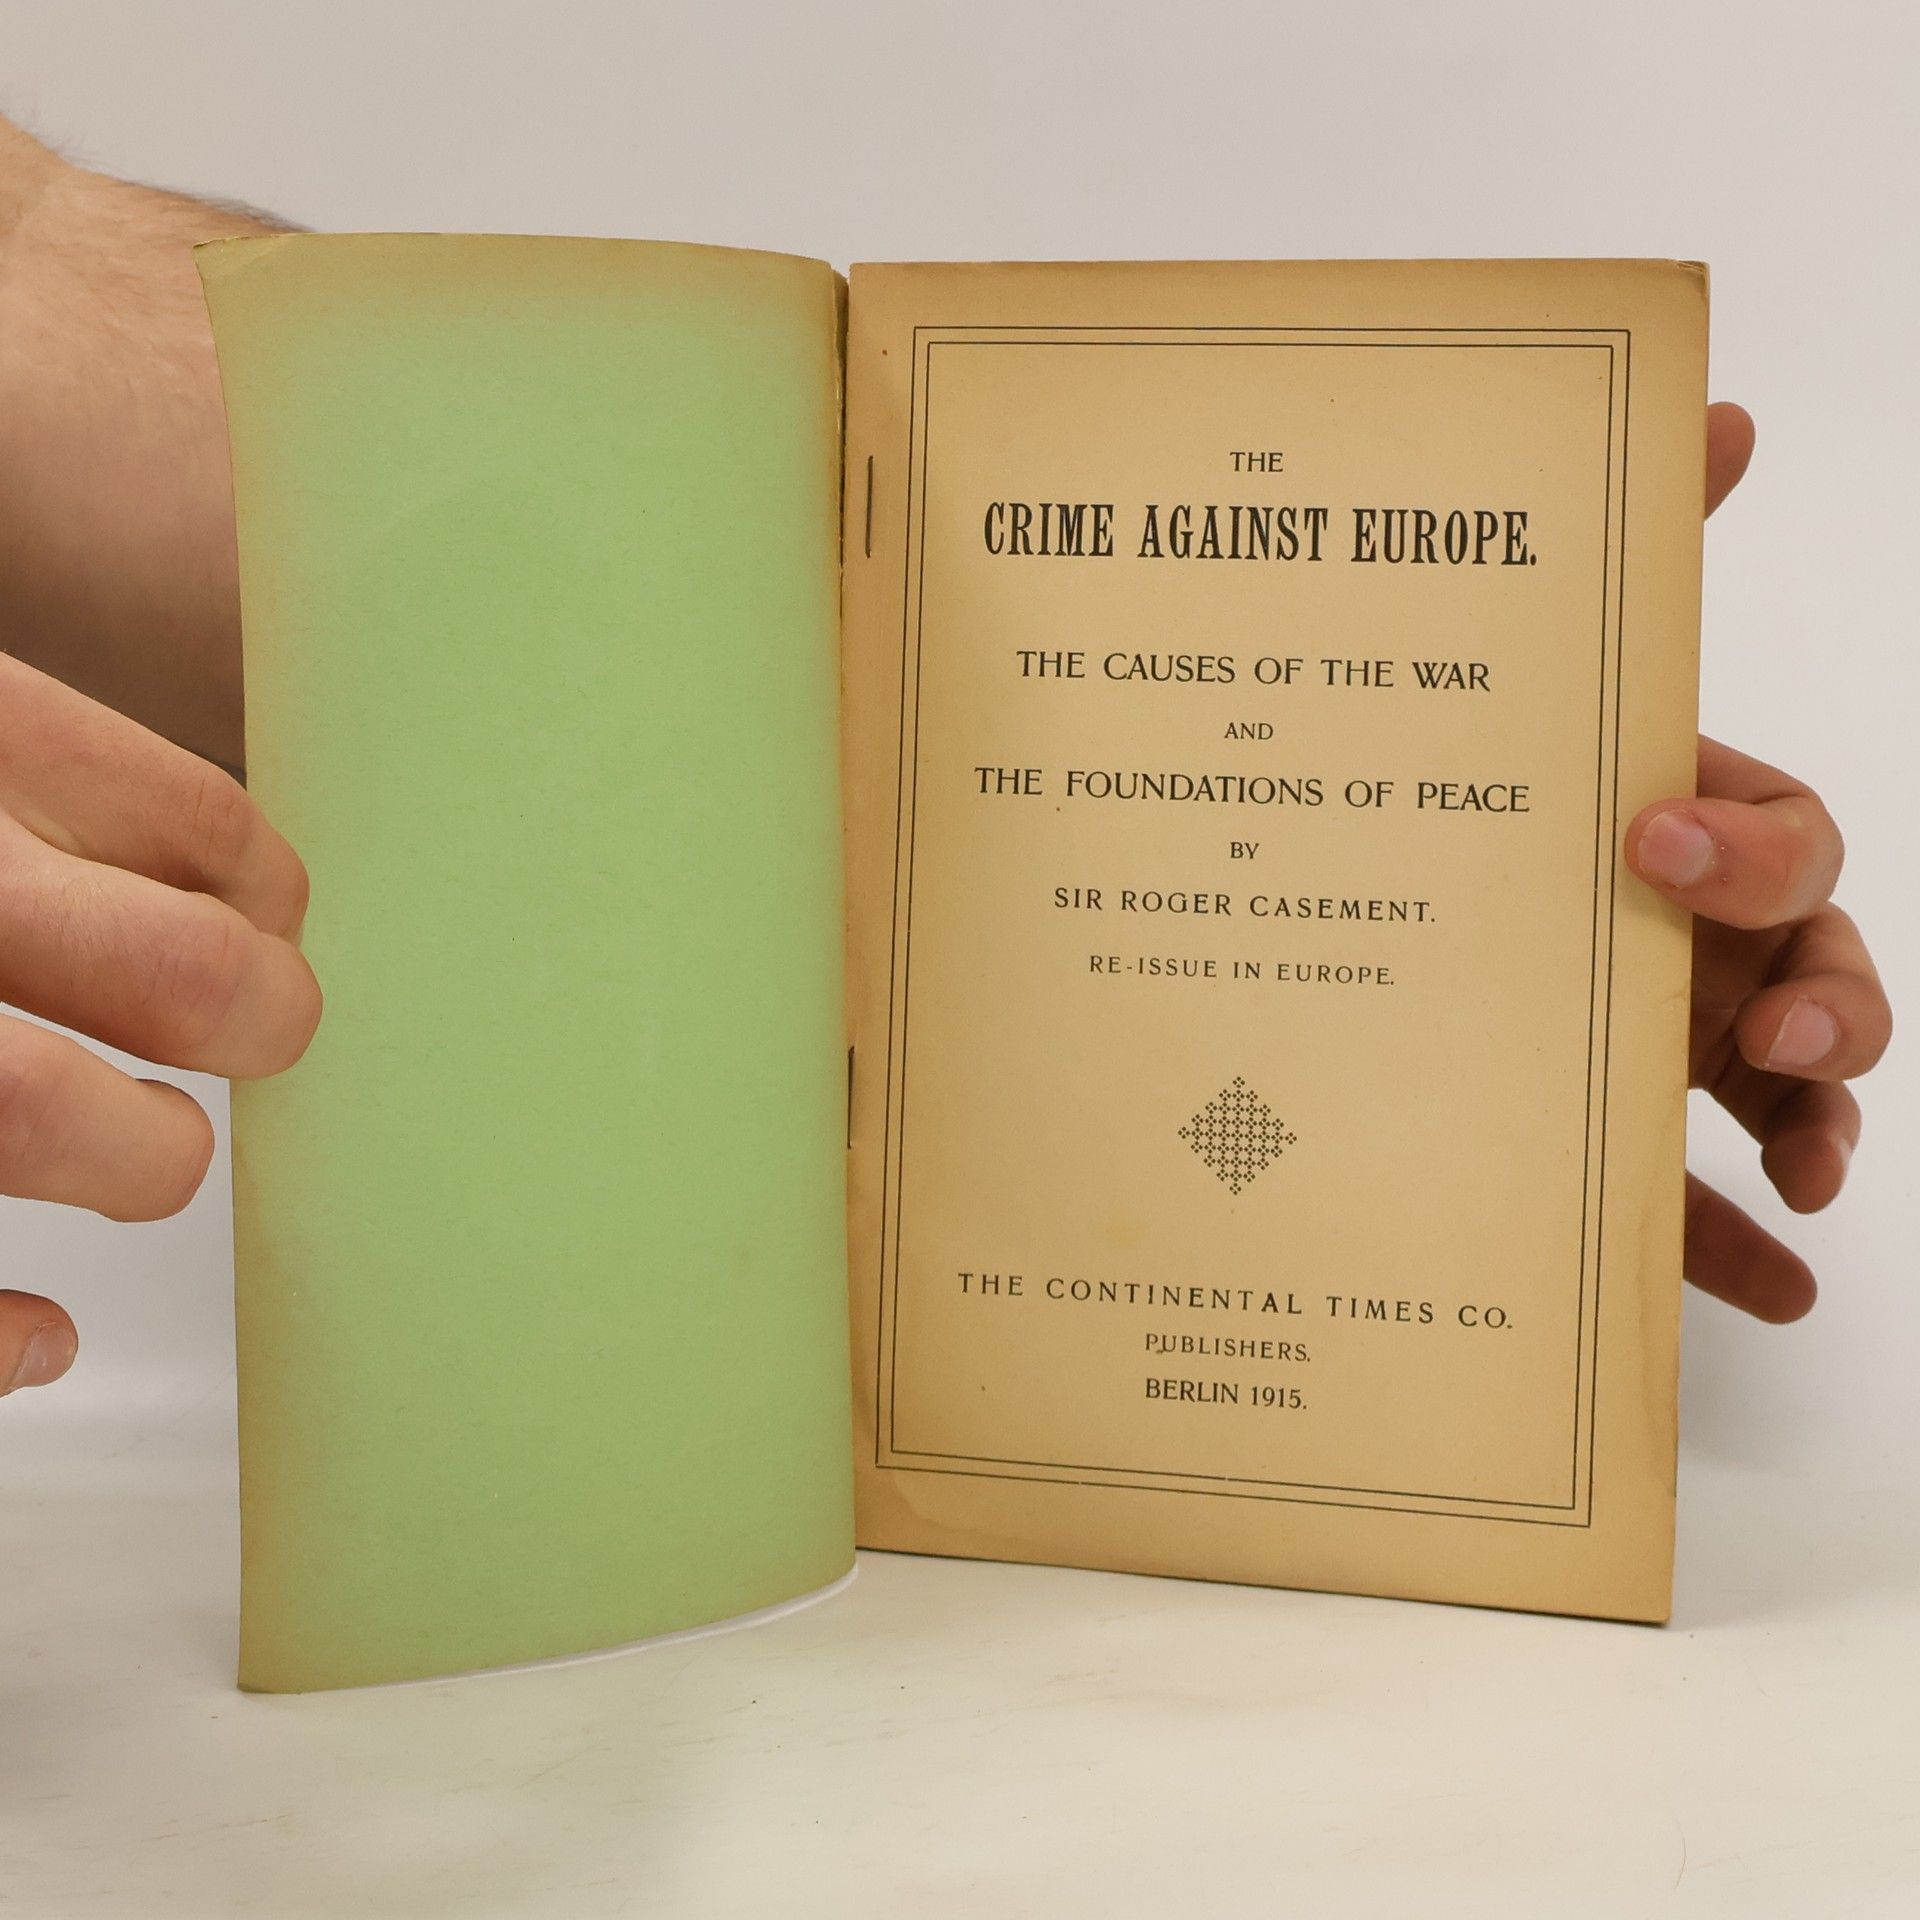 THE
CRIME AGAINST EUROPE.
THE CAUSES OF THE WAR
AND
THE FOUNDATIONS OF PEACE
BY
SIR ROGER CASEMENT.
RE-ISSUE IN EUROPE.
THE CONTINENTAL TIMES CO.
PUBLISHERS.
BERLIN 1915.